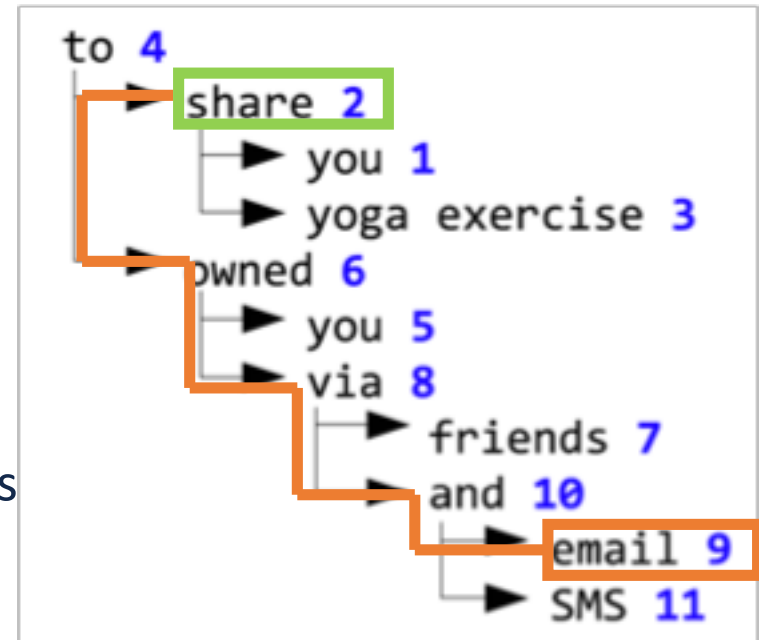 to 4
share 2
you 1
yoga exercise 3
owned 6
you 5
via 8
friends 7
s
and 10
email 9
SMS 11